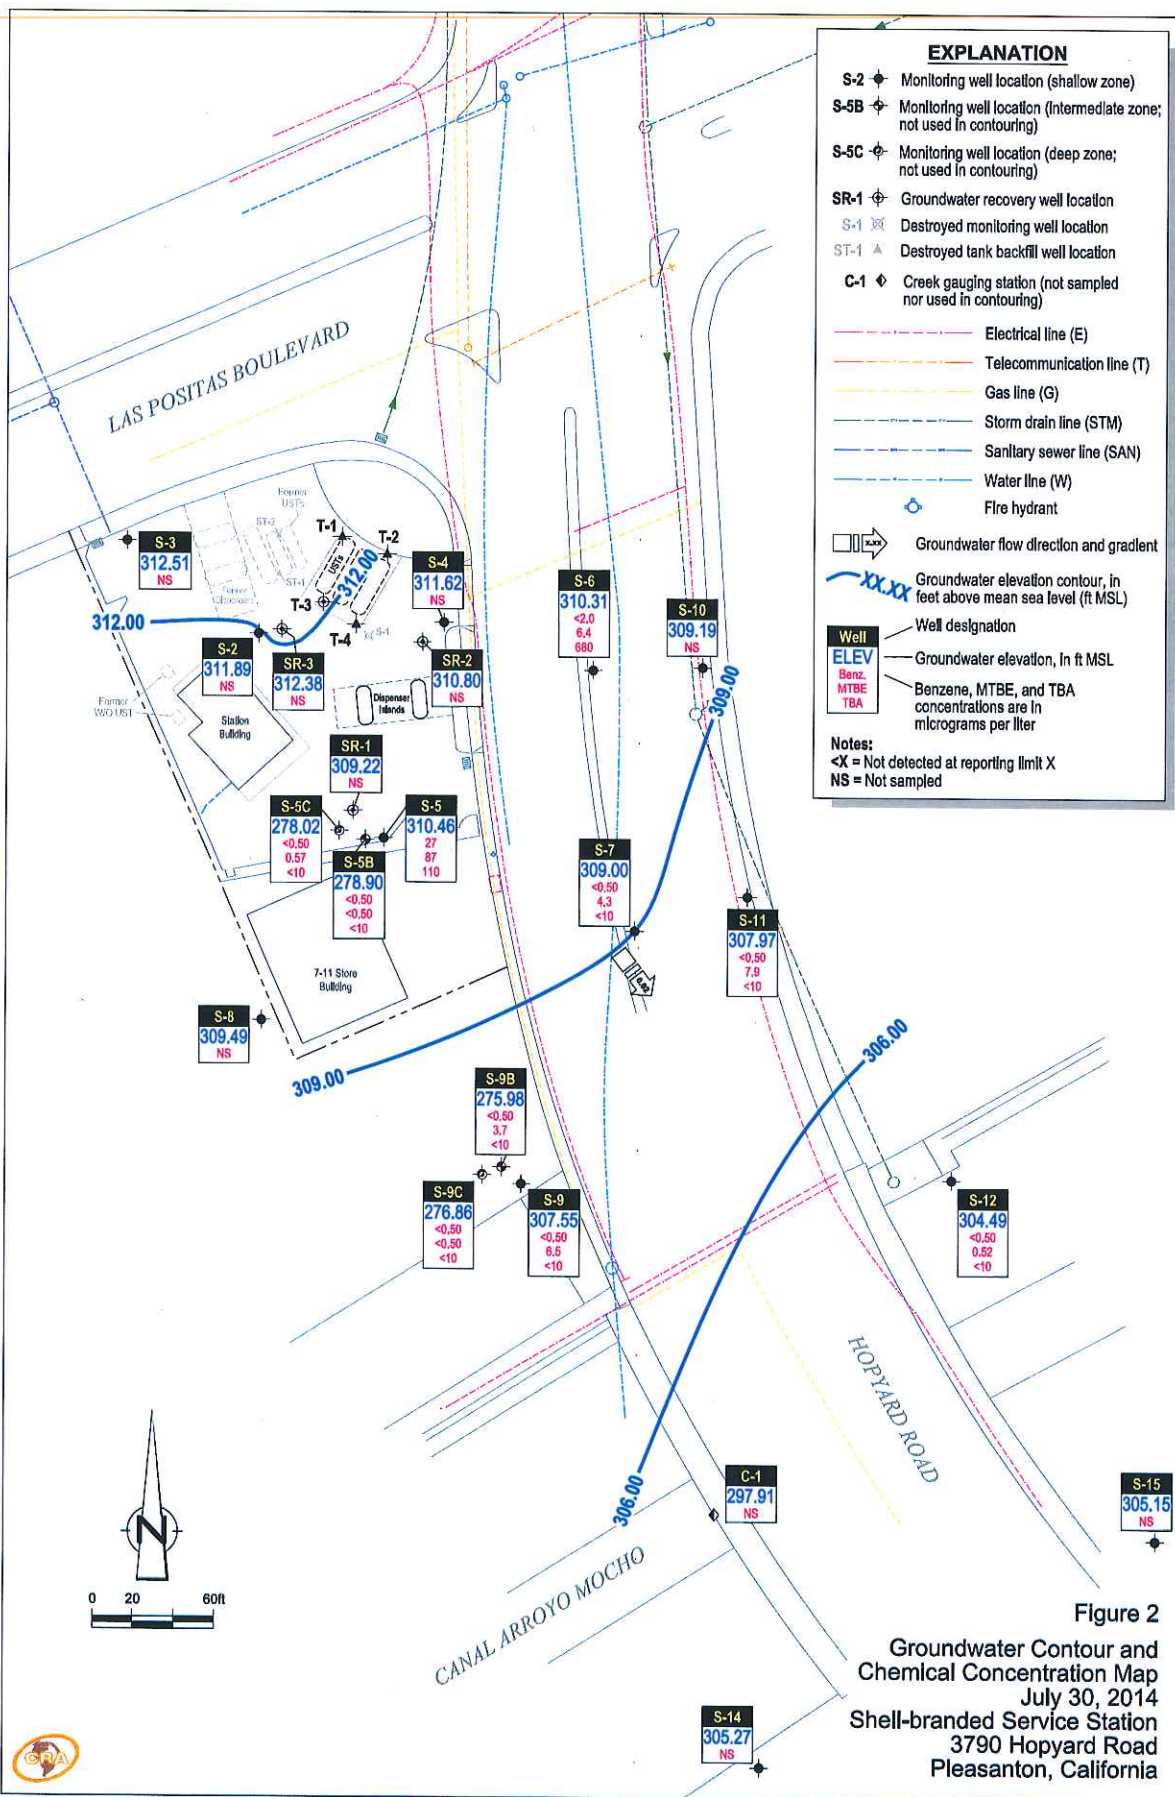 EXPLANATION
S-2 Monitoring well location (shallow zone)
S-5B Monitoring well location (intermediate zone;
not used in contouring)
S-5C Monitoring well location (deep zone;
not used in contouring)
SR-1 Groundwater recovery well location
S-1 Destroyed monitoring well location
ST-1 Destroyed tank backfill well location
C-1 Creek gauging station (not sampled
nor used in contouring)
Electrical line (E)
Telecommunication line (T)
Gas line (G)
Storm drain line (STM)
Sanitary sewer line (SAN)
Water line (W)
Fire hydrant
X.XX
Groundwater flow direction and gradient
XX.XX
Groundwater elevation contour, in
feet above mean sea level (ft MSL)
Well
ELEV
Benz.
MTBE
TBA
Well designation
Groundwater elevation, in ft MSL
Benzene, MTBE, and TBA
concentrations are in
micrograms per liter
Notes:
<X = Not detected at reporting limit X
NS = Not sampled
LAS POSITAS BOULEVARD
Former
USTs
ST-2
ST-1
T-1
T-2
USTs
T-3
T-4
S-1
312.00
312.00
S-3
312.51
NS
S-4
311.62
NS
S-6
310.31
<2.0
6.4
680
S-10
309.19
NS
S-2
311.89
NS
SR-3
312.38
NS
SR-2
310.80
NS
Former
Dispensers
Former
W/O UST
Station
Building
Dispenser
Islands
309.00
SR-1
309.22
NS
S-5C
278.02
<0.50
0.57
<10
S-5
310.46
27
87
110
S-5B
278.90
<0.50
<0.50
<10
S-7
309.00
<0.50
4.3
<10
S-11
307.97
<0.50
7.9
<10
0.02
7-11 Store
Building
S-8
309.49
NS
309.00
306.00
S-9B
275.98
<0.50
3.7
<10
S-9C
276.86
<0.50
<0.50
<10
S-9
307.55
<0.50
6.5
<10
S-12
304.49
<0.50
0.52
<10
HOPYARD ROAD
306.00
C-1
297.91
NS
S-15
305.15
NS
N
0 20 60ft
CANAL ARROYO MOCHO
S-14
305.27
NS
Figure 2
Groundwater Contour and
Chemical Concentration Map
July 30, 2014
Shell-branded Service Station
3790 Hopyard Road
Pleasanton, California
CRA